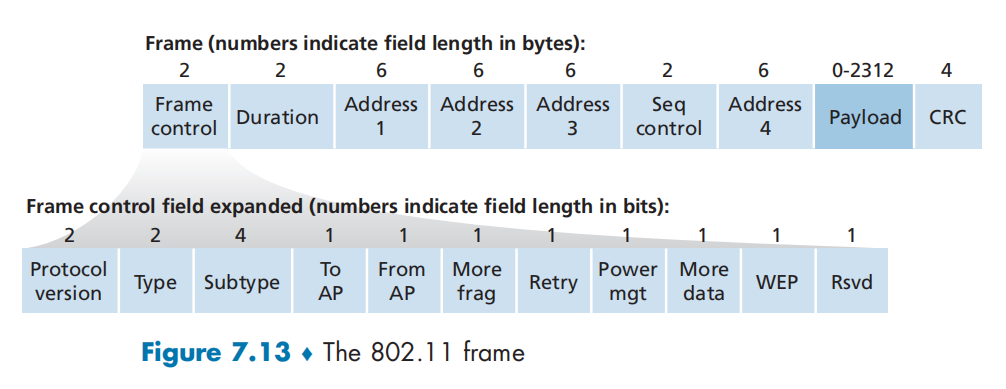 Frame (numbers indicate field length in bytes):
2 2 6 6 6 2 6 0-2312 4
Frame control Duration Address 1 Address 2 Address 3 Seq control Address 4 Payload CRC
Frame control field expanded (numbers indicate field length in bits):
2 2 4 1 1 1 1 1 1 1 1
Protocol version Type Subtype To AP From AP More frag Retry Power mgt More data WEP Rsvd
Figure 7.13 ♦ The 802.11 frame